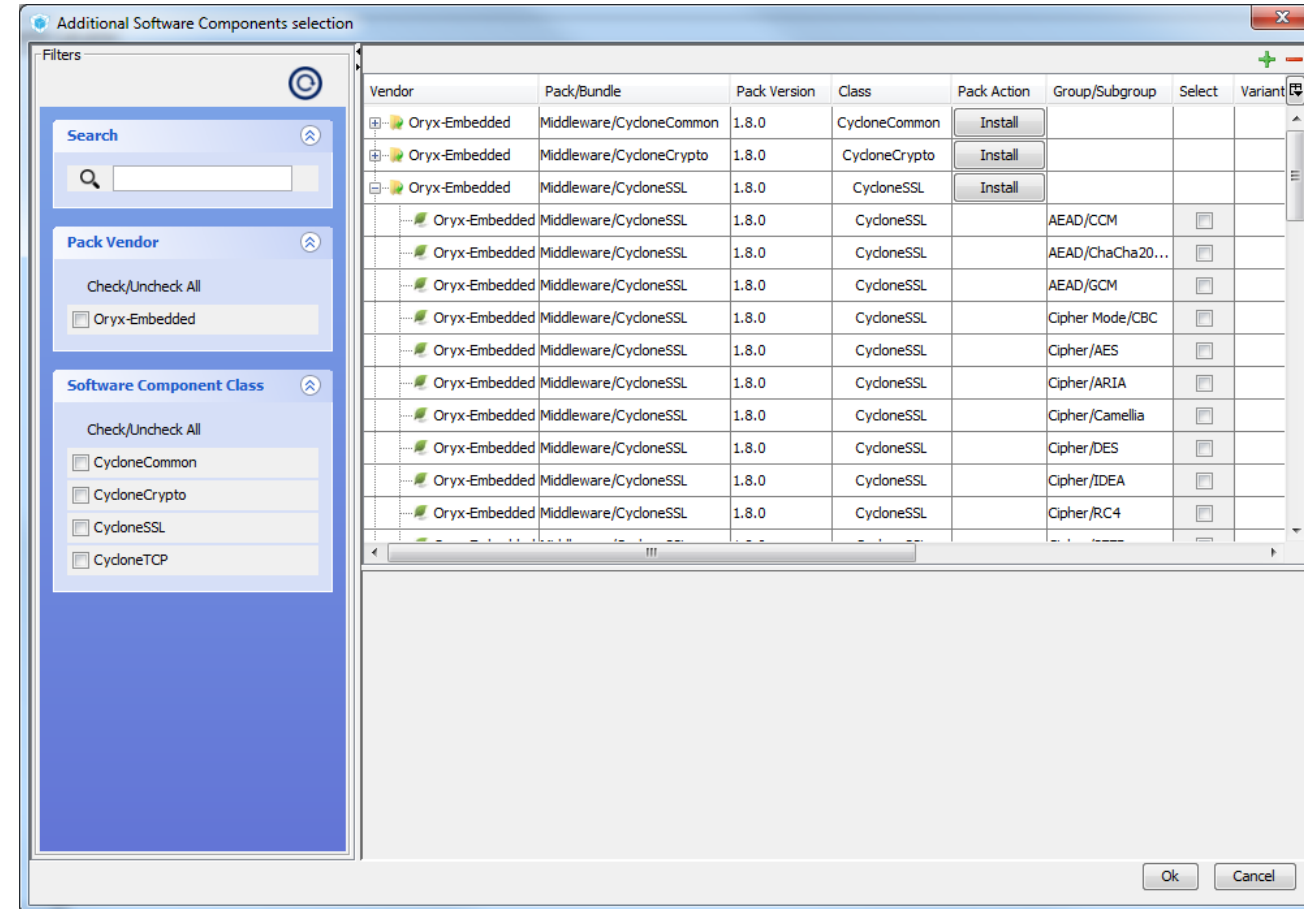 Additional Software Components selection
Filters
Search
Pack Vendor
Check/Uncheck All
Oryx-Embedded
Software Component Class
Check/Uncheck All
CycloneCommon
CycloneCrypto
CycloneSSL
CycloneTCP
Vendor Pack/Bundle Pack Version Class Pack Action Group/Subgroup Select Variant
Oryx-Embedded Middleware/CycloneCommon 1.8.0 CycloneCommon Install
Oryx-Embedded Middleware/CycloneCrypto 1.8.0 CycloneCrypto Install
Oryx-Embedded Middleware/CycloneSSL 1.8.0 CycloneSSL Install
Oryx-Embedded Middleware/CycloneSSL 1.8.0 CycloneSSL AEAD/CCM
Oryx-Embedded Middleware/CycloneSSL 1.8.0 CycloneSSL AEAD/ChaCha20...
Oryx-Embedded Middleware/CycloneSSL 1.8.0 CycloneSSL AEAD/GCM
Oryx-Embedded Middleware/CycloneSSL 1.8.0 CycloneSSL Cipher Mode/CBC
Oryx-Embedded Middleware/CycloneSSL 1.8.0 CycloneSSL Cipher/AES
Oryx-Embedded Middleware/CycloneSSL 1.8.0 CycloneSSL Cipher/ARIA
Oryx-Embedded Middleware/CycloneSSL 1.8.0 CycloneSSL Cipher/Camellia
Oryx-Embedded Middleware/CycloneSSL 1.8.0 CycloneSSL Cipher/DES
Oryx-Embedded Middleware/CycloneSSL 1.8.0 CycloneSSL Cipher/IDEA
Oryx-Embedded Middleware/CycloneSSL 1.8.0 CycloneSSL Cipher/RC4
Ok Cancel